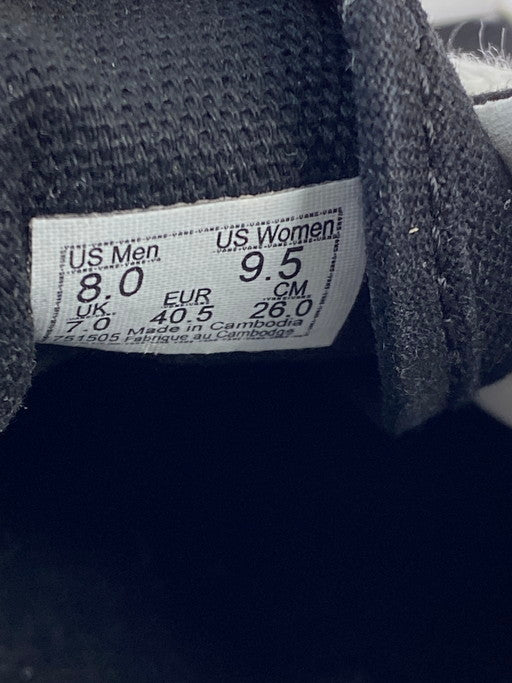 US Men US Women
8.0 9.5
UK. EUR CM
7.0 40.5 26.0
751505 Made in Cambodia
Fabrique au Cambodge